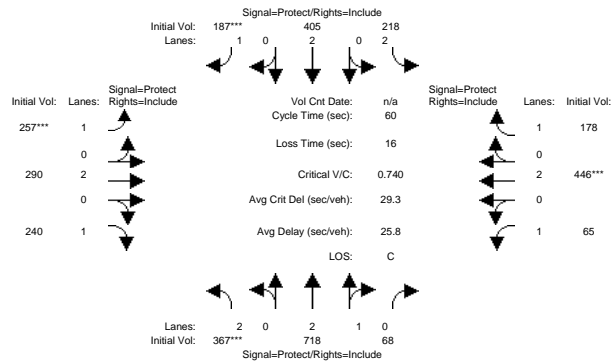 Signal=Protect/Rights=Include
Initial Vol: 187*** 405 218
Lanes: 1 0 2 0 2
Signal=Protect
Initial Vol: Lanes: Rights=Include
Vol Cnt Date: n/a
Signal=Protect
Rights=Include Lanes: Initial Vol:
257*** 1
Cycle Time (sec): 60
1 178
0
Loss Time (sec): 16
0
290 2
Critical V/C: 0.740
2 446***
0
Avg Crit Del (sec/veh): 29.3
0
240 1
Avg Delay (sec/veh): 25.8
1 65
LOS: C
Lanes: 2 0 2 1 0
Initial Vol: 367*** 718 68
Signal=Protect/Rights=Include